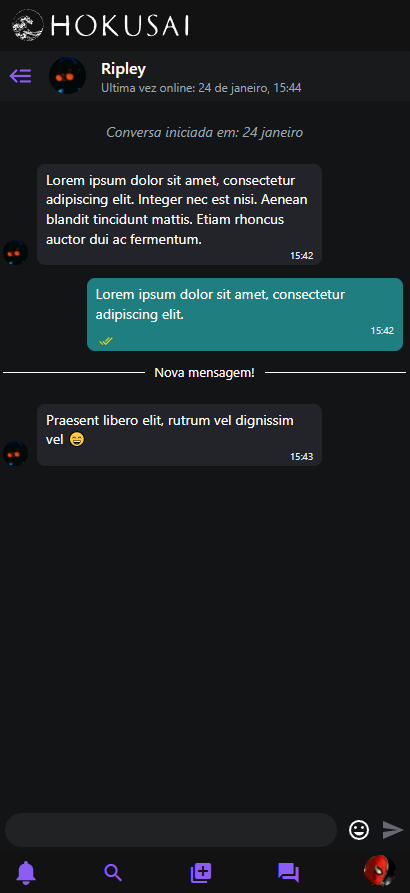 HOKUSAI
Ripley
Ultima vez online: 24 de janeiro, 15:44
Conversa iniciada em: 24 janeiro
Lorem ipsum dolor sit amet, consectetur
adipiscing elit. Integer nec est nisi. Aenean
blandit tincidunt mattis. Etiam rhoncus
auctor dui ac fermentum.
15:42
Lorem ipsum dolor sit amet, consectetur
adipiscing elit.
15:42
Nova mensagem!
Praesent libero elit, rutrum vel dignissim
vel 😄
15:43